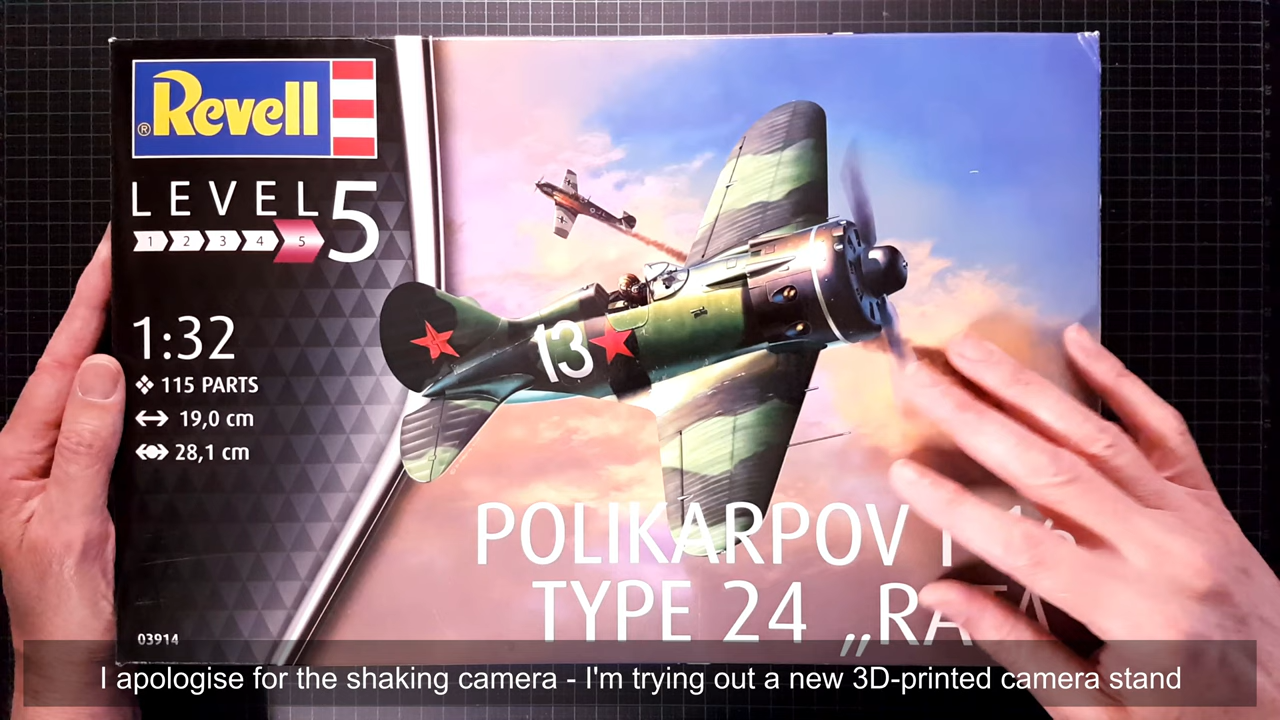 ® Revell
LEVEL 5
1 2 3 4 5
1:32
115 PARTS
19,0 cm
28,1 cm
13
POLIKARPOV
TYPE 24
03914
I apologise for the shaking camera - I'm trying out a new 3D-printed camera stand